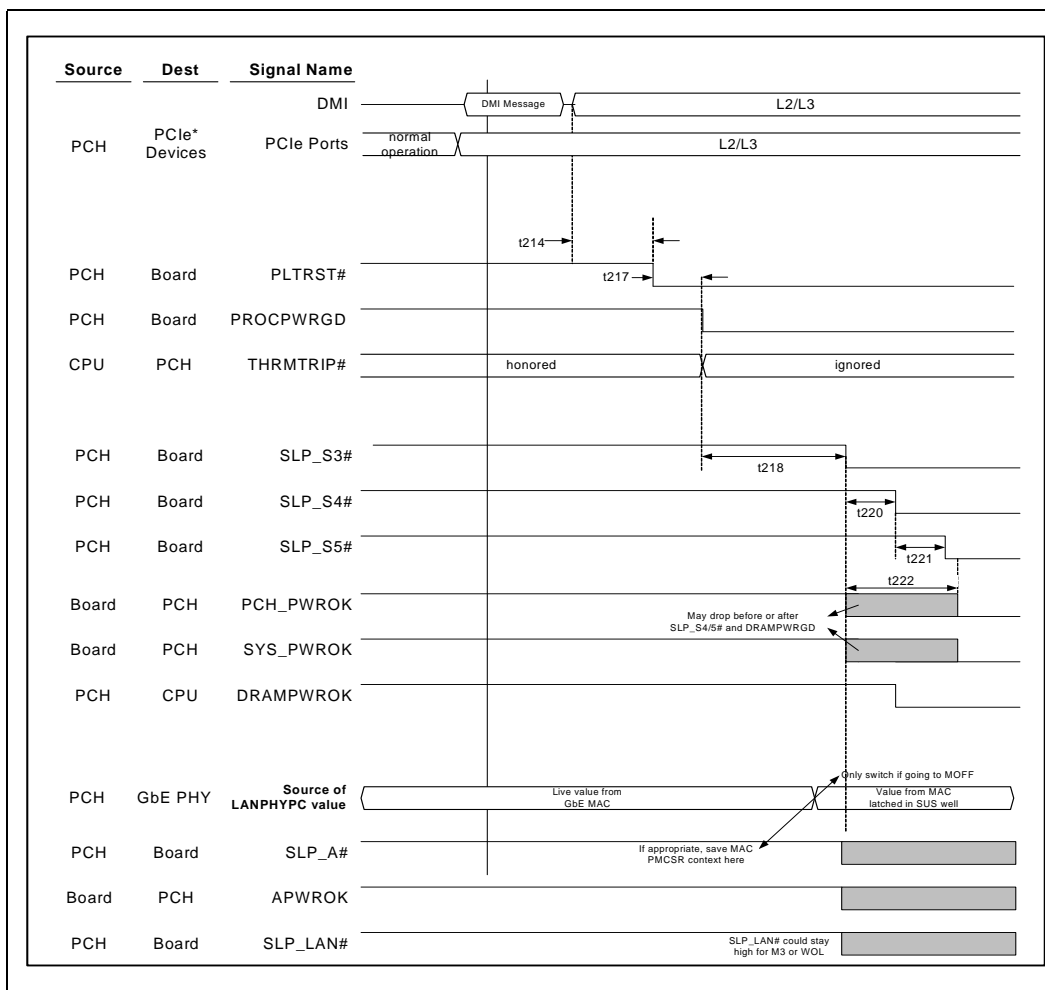 Source Dest Signal Name
DMI DMI Message L2/L3
PCH PCIe* Devices PCIe Ports normal operation L2/L3
t214
PCH Board PLTRST#
t217
PCH Board PROCPWRGD
CPU PCH THRMTRIP# honored ignored
PCH Board SLP_S3#
t218
PCH Board SLP_S4#
t220
PCH Board SLP_S5#
t221
t222
Board PCH PCH_PWROK
May drop before or after
SLP_S4/5# and DRAMPWRGD
Board PCH SYS_PWROK
PCH CPU DRAMPWROK
Only switch if going to MOFF
PCH GbE PHY Source of
LANPHYPC value
Live value from
GbE MAC
Value from MAC
latched in SUS well
PCH Board SLP_A#
If appropriate, save MAC
PMCSR context here
Board PCH APWROK
PCH Board SLP_LAN#
SLP_LAN# could stay
high for M3 or WOL